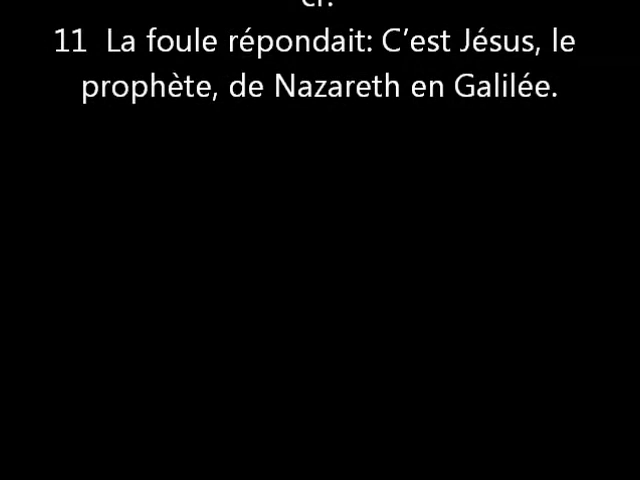 11 La foule répondait: C’est Jésus, le
prophète, de Nazareth en Galilée.